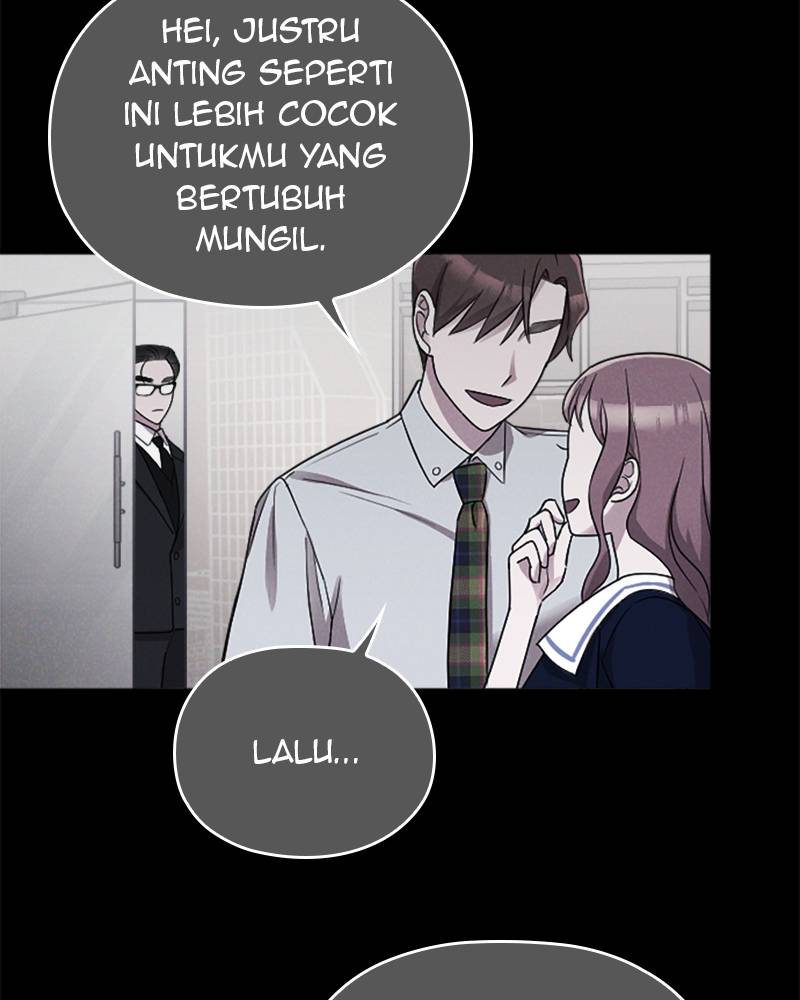 HEI, JUSTRU
ANTING SEPERTI
INI LEBIH COCOK
UNTUKMU YANG
BERTUBUH
MUNGIL.
LALU...